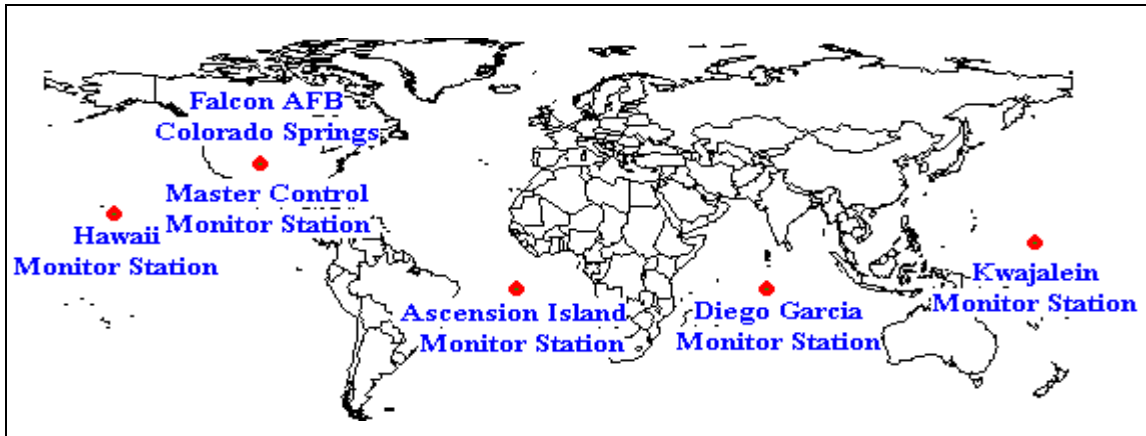 Falcon AFB
Colorado Springs
Master Control
Monitor Station
Hawaii
Monitor Station
Ascension Island
Monitor Station
Diego Garcia
Monitor Station
Kwajalein
Monitor Station